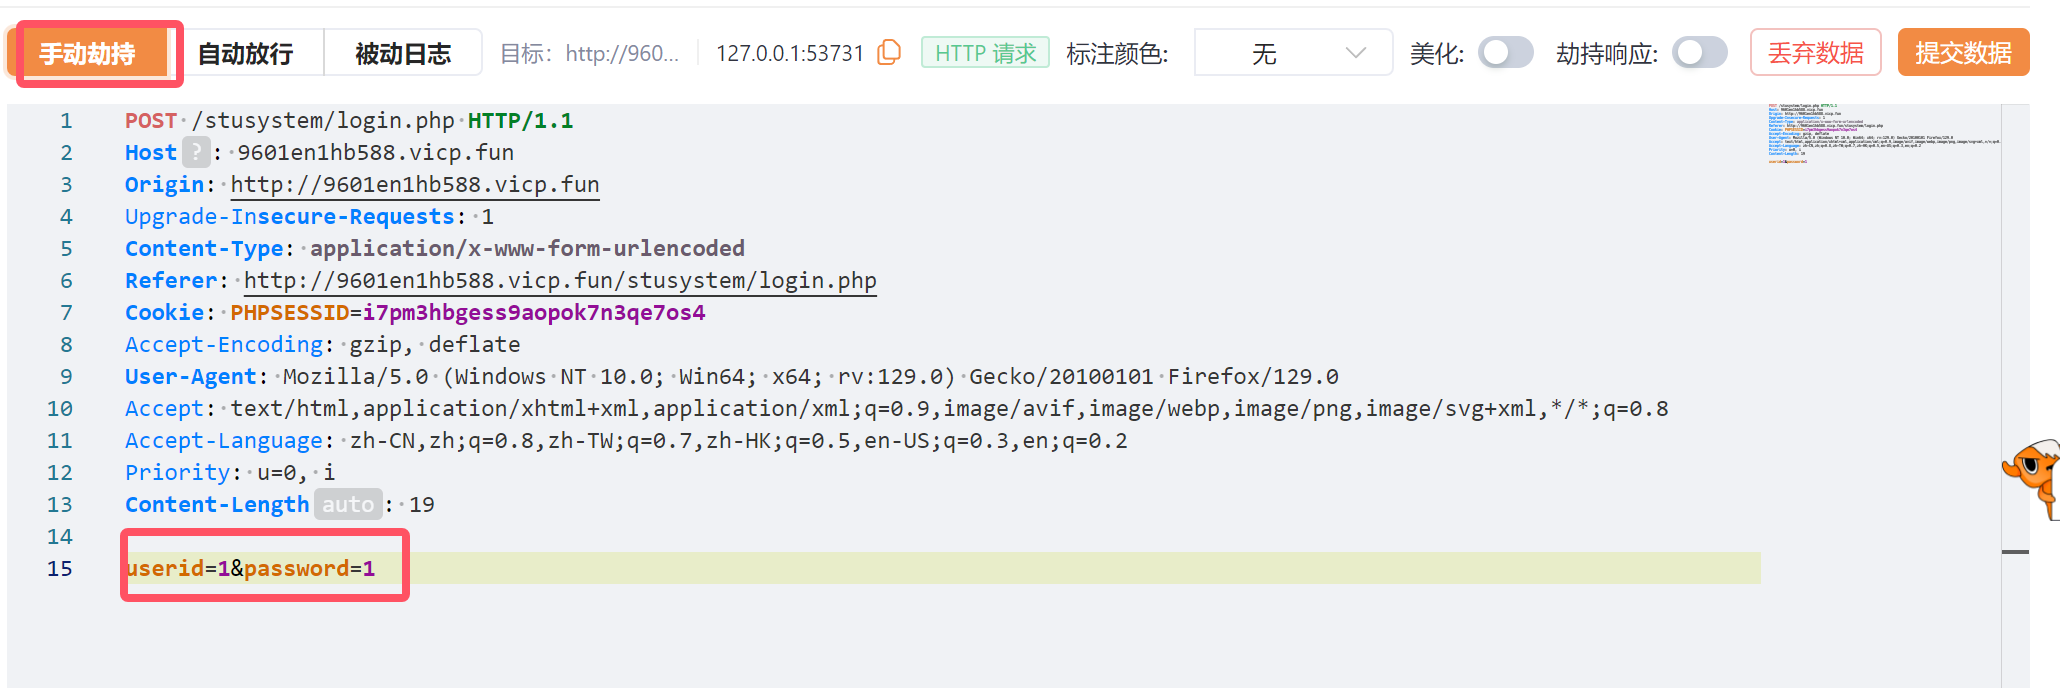 手动劫持 自动放行 被动日志 目标: http://960... 127.0.0.1:53731 HTTP 请求 标注颜色: 无 美化: 劫持响应: 丢弃数据 提交数据
1 POST /stusystem/login.php HTTP/1.1
2 Host ? : 9601en1hb588.vicp.fun
3 Origin: http://9601en1hb588.vicp.fun
4 Upgrade-Insecure-Requests: 1
5 Content-Type: application/x-www-form-urlencoded
6 Referer: http://9601en1hb588.vicp.fun/stusystem/login.php
7 Cookie: PHPSESSID=i7pm3hbgess9aopok7n3qe7os4
8 Accept-Encoding: gzip, deflate
9 User-Agent: Mozilla/5.0 (Windows NT 10.0; Win64; x64; rv:129.0) Gecko/20100101 Firefox/129.0
10 Accept: text/html,application/xhtml+xml,application/xml;q=0.9,image/avif,image/webp,image/png,image/svg+xml,*/*;q=0.8
11 Accept-Language: zh-CN,zh;q=0.8,zh-TW;q=0.7,zh-HK;q=0.5,en-US;q=0.3,en;q=0.2
12 Priority: u=0, i
13 Content-Length auto : 19
14
15 userid=1&password=1